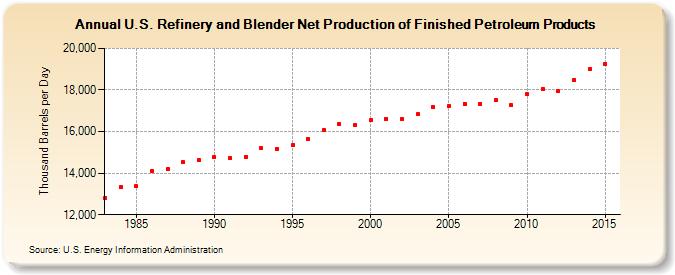 Annual U.S. Refinery and Blender Net Production of Finished Petroleum Products
Thousand Barrels per Day
20,000
18,000
16,000
14,000
12,000
1985 1990 1995 2000 2005 2010 2015
Source: U.S. Energy Information Administration